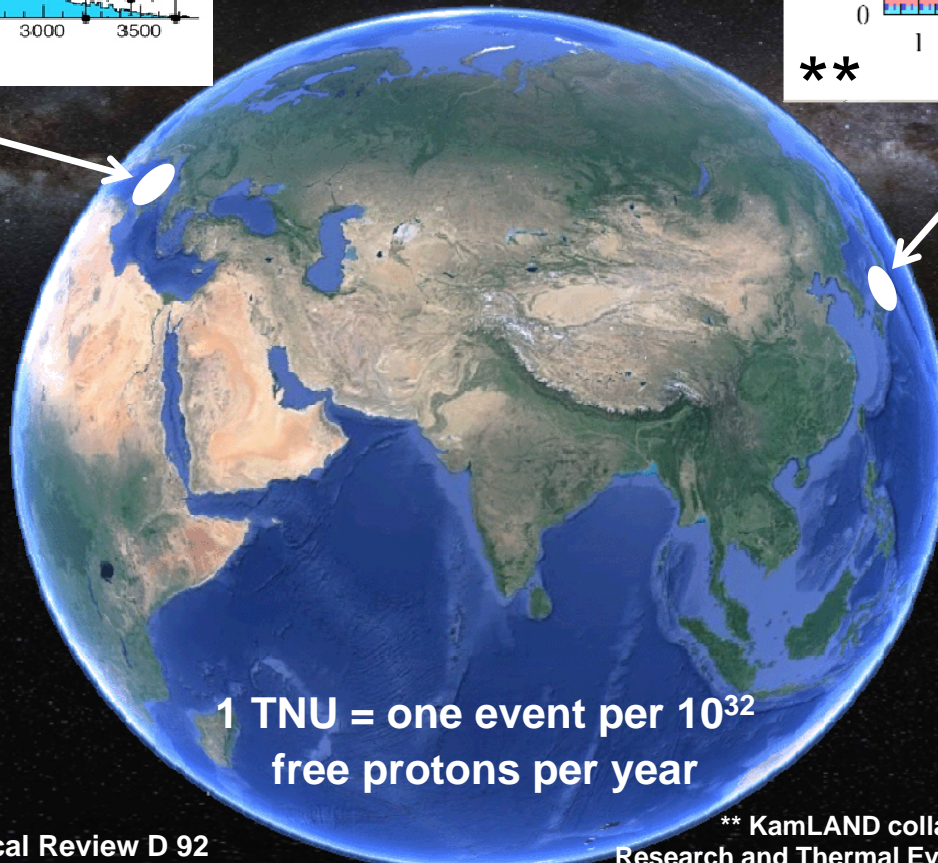 3000 3500
0
1
**
1 TNU = one event per 10³²
free protons per year
cal Review D 92
** KamLAND colla
Research and Thermal Ev